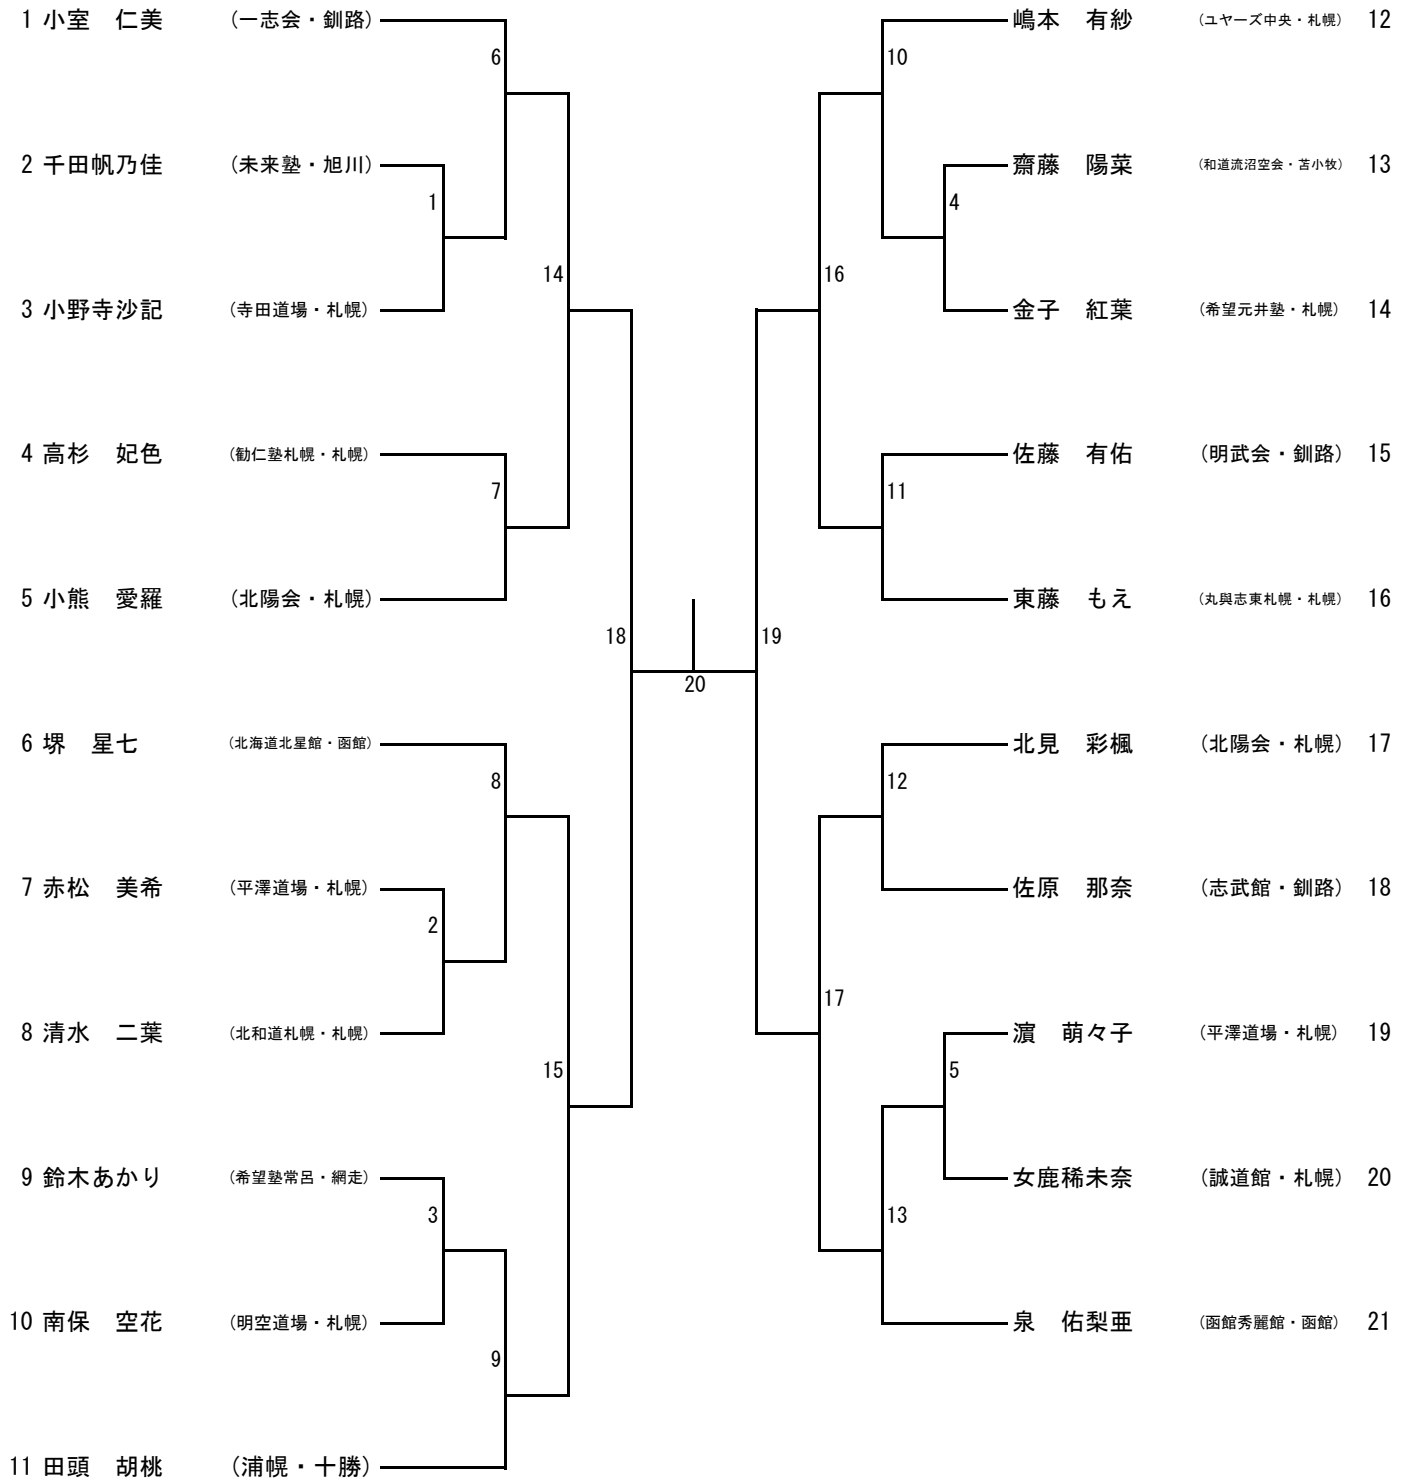 1 小室　仁美　(一志会・釧路)
6
2 千田帆乃佳　(未来塾・旭川)
1
3 小野寺沙記　(寺田道場・札幌)
14
4 高杉　妃色　(勧仁塾札幌・札幌)
7
5 小熊　愛羅　(北陽会・札幌)
18
6 堺　星七　(北海道北星館・函館)
8
7 赤松　美希　(平澤道場・札幌)
2
8 清水　二葉　(北和道札幌・札幌)
15
9 鈴木あかり　(希望塾常呂・網走)
3
10 南保　空花　(明空道場・札幌)
9
11 田頭　胡桃　(浦幌・十勝)
20
嶋本　有紗　(ユヤーズ中央・札幌)　12
10
齋藤　陽菜　(和道流沼空会・苫小牧)　13
4
16
金子　紅葉　(希望元井塾・札幌)　14
佐藤　有佑　(明武会・釧路)　15
11
東藤　もえ　(丸與志東札幌・札幌)　16
19
北見　彩楓　(北陽会・札幌)　17
12
佐原　那奈　(志武館・釧路)　18
17
濵　萌々子　(平澤道場・札幌)　19
5
女鹿稀未奈　(誠道館・札幌)　20
13
泉　佑梨亜　(函館秀麗館・函館)　21